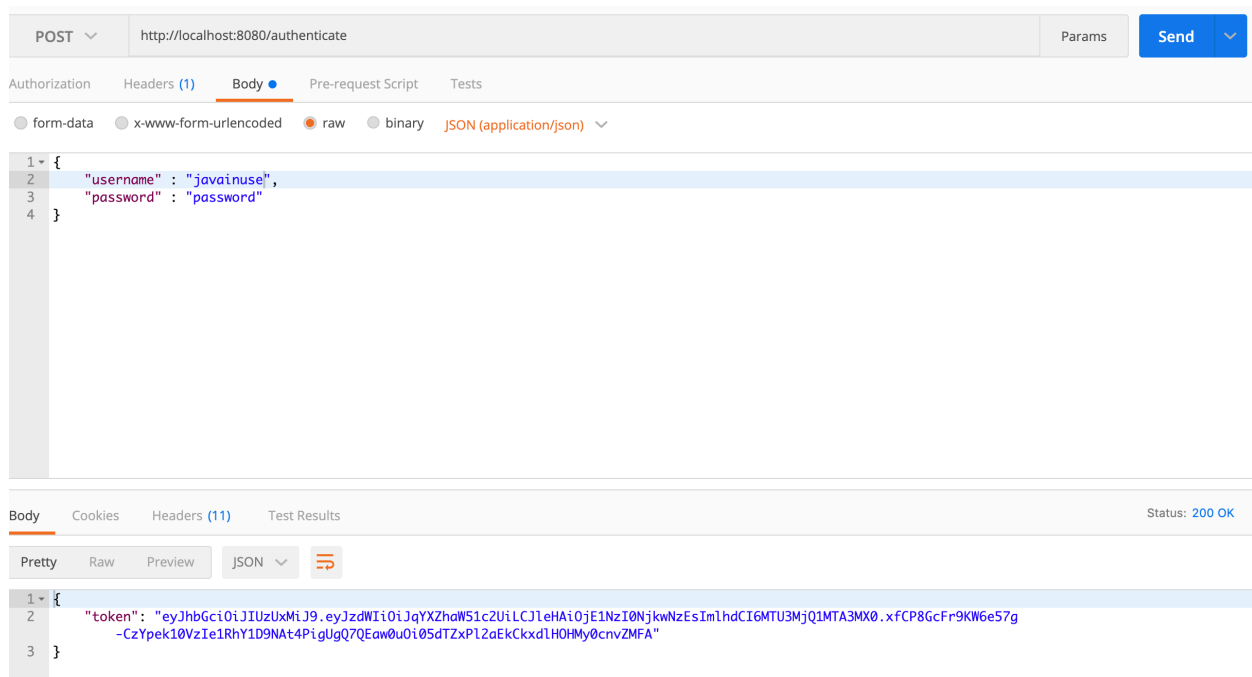 POST http://localhost:8080/authenticate Params Send
Authorization Headers (1) Body Pre-request Script Tests
form-data x-www-form-urlencoded raw binary JSON (application/json)
1 {
2 "username" : "javainuse",
3 "password" : "password"
4 }
Body Cookies Headers (11) Test Results Status: 200 OK
Pretty Raw Preview JSON
1 {
2 "token": "eyJhbGciOiJIUzUxMiJ9.eyJzdWIiOiJqYXZhaW51c2UiLCJleHAiOjE1NzI0NjkwNzEsImlhdCI6MTU3MjQ1MTA3MX0.xfCP8GcFr9KW6e57g
-CzYpek10VzIe1RhY1D9NAt4PigUgQ7QEaw0uOi05dTZxPl2aEkCkxdlHOHMy0cnvZMFA"
3 }